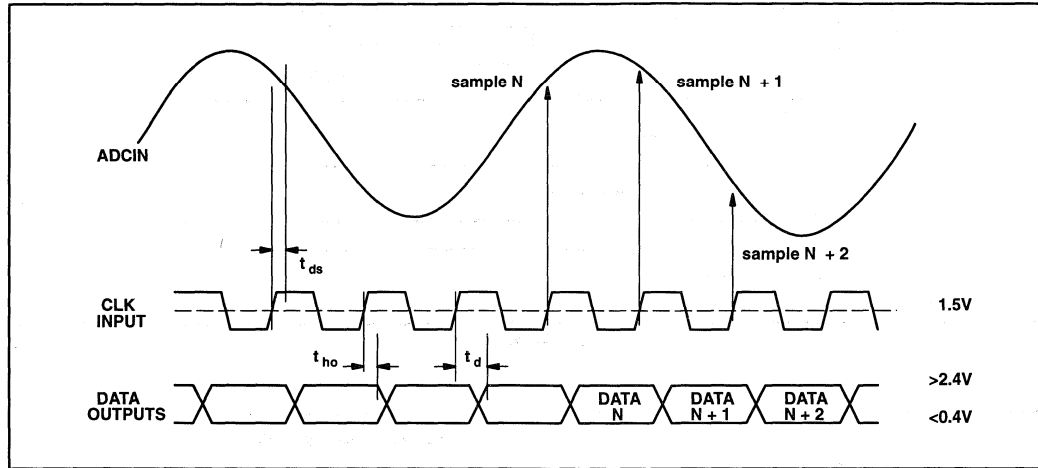 sample N
sample N + 1
ADCIN
sample N + 2
t ds
CLK
INPUT
1.5V
t ho
t d
DATA
OUTPUTS
DATA
N
DATA
N + 1
DATA
N + 2
>2.4V
<0.4V